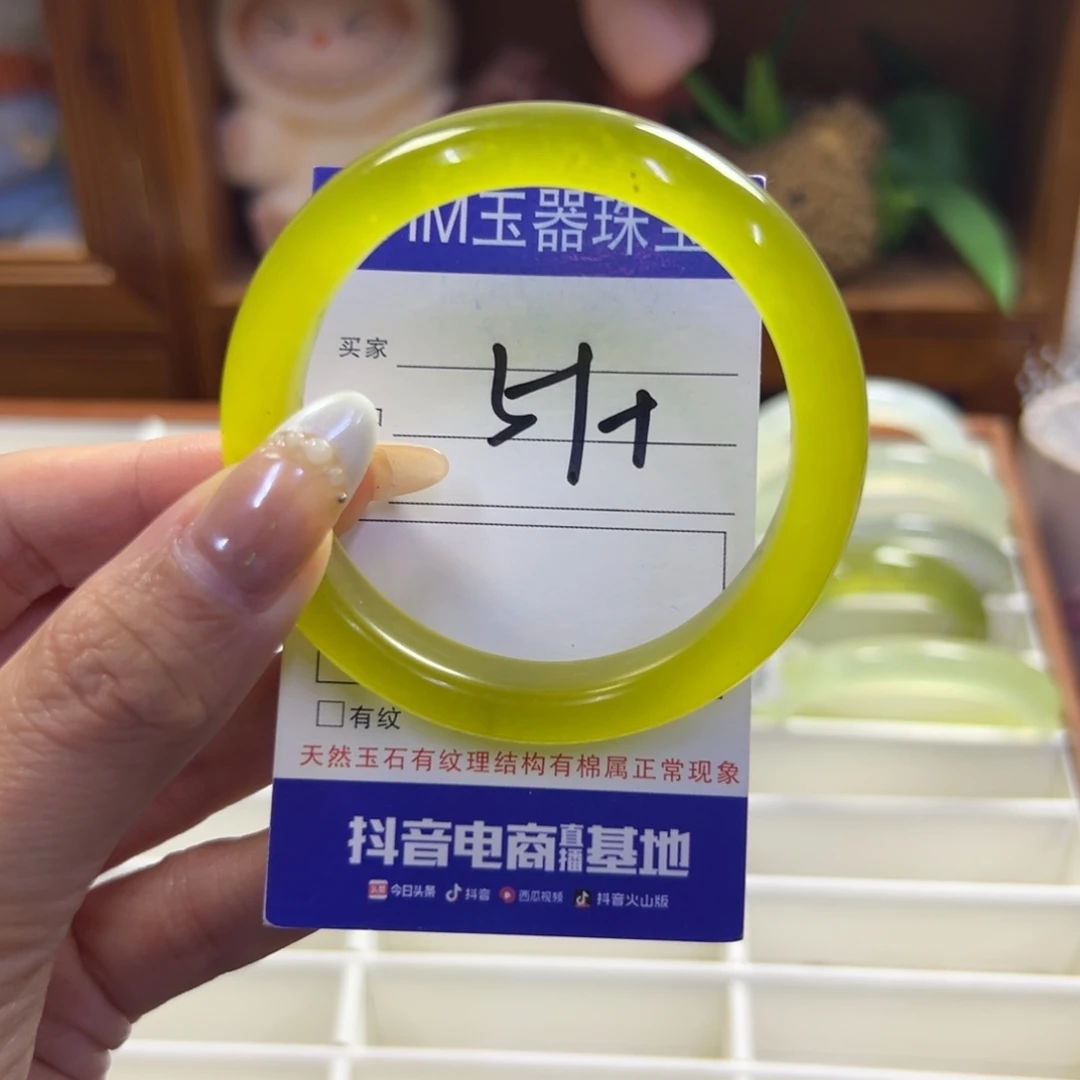 IM玉器珠宝
买家
□有纹
天然玉石有纹理结构有棉属正常现象
抖音电商直播基地
今日头条 抖音 西瓜视频 抖音火山版